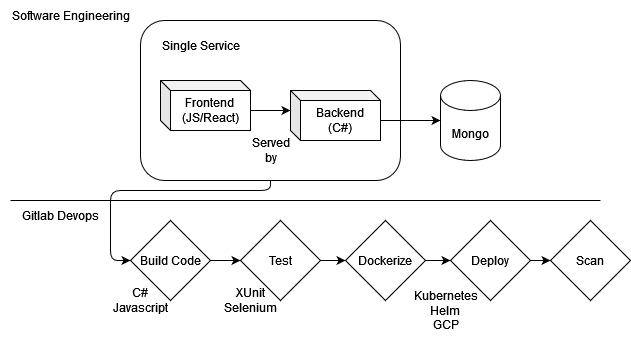 Software Engineering
Single Service
Frontend
(JS/React)
Backend
(C#)
Served
by
Mongo
Gitlab Devops
Build Code
Test
Dockerize
Deploy
Scan
C#
Javascript
XUnit
Selenium
Kubernetes
Helm
GCP